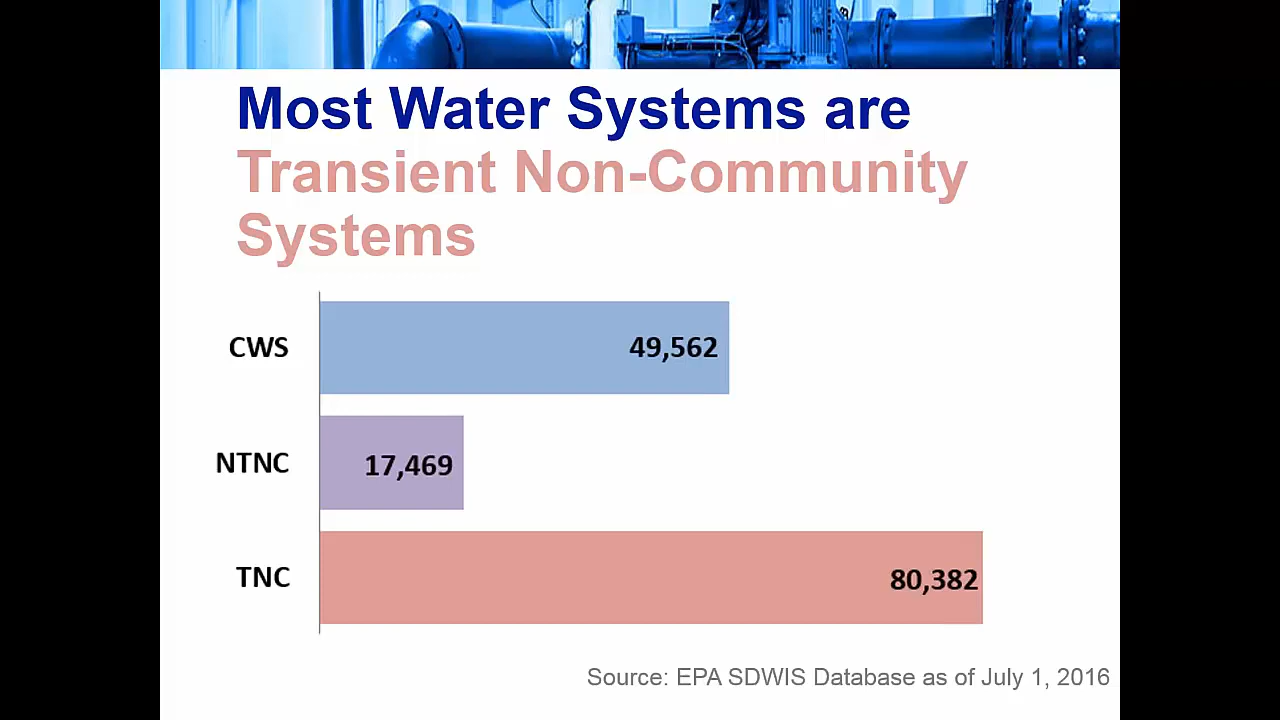 Most Water Systems are
Transient Non-Community
Systems
CWS 49,562
NTNC 17,469
TNC 80,382
Source: EPA SDWIS Database as of July 1, 2016